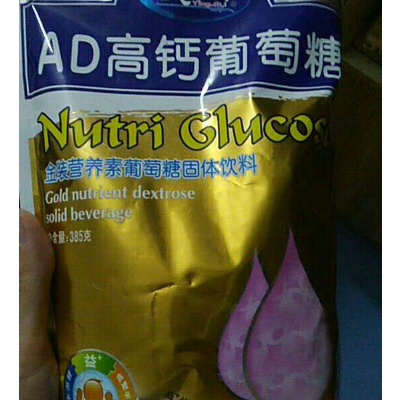 AD高钙葡萄糖
Nutri Glucos
金装营养素葡萄糖固体饮料
Gold nutrient dextrose
solid beverage
含量:385克
益+